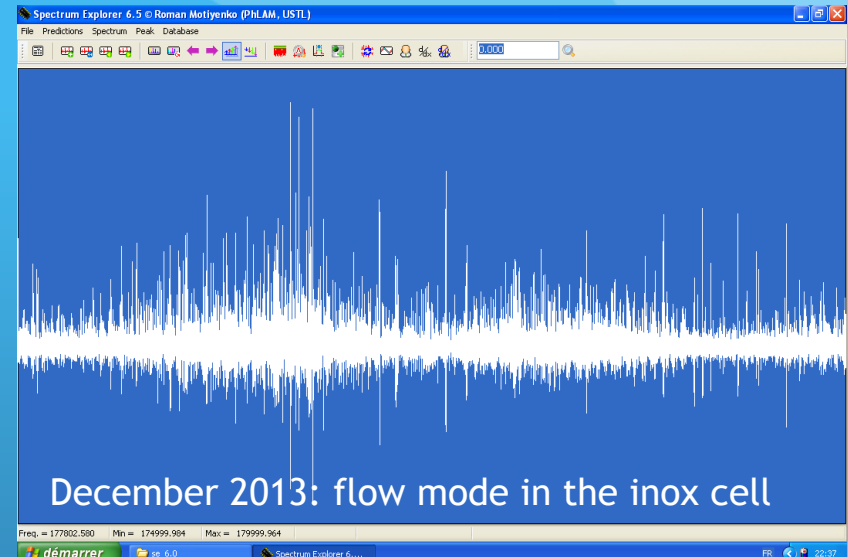 Spectrum Explorer 6.5 © Roman Motiyenko (PhLAM, USTL)
File Predictions Spectrum Peak Database
0.000
December 2013: flow mode in the inox cell
Freq. = 177802.580 Min = 174999.984 Max = 179999.964
démarrer se 6.0 Spectrum Explorer 6.... FR 22:37